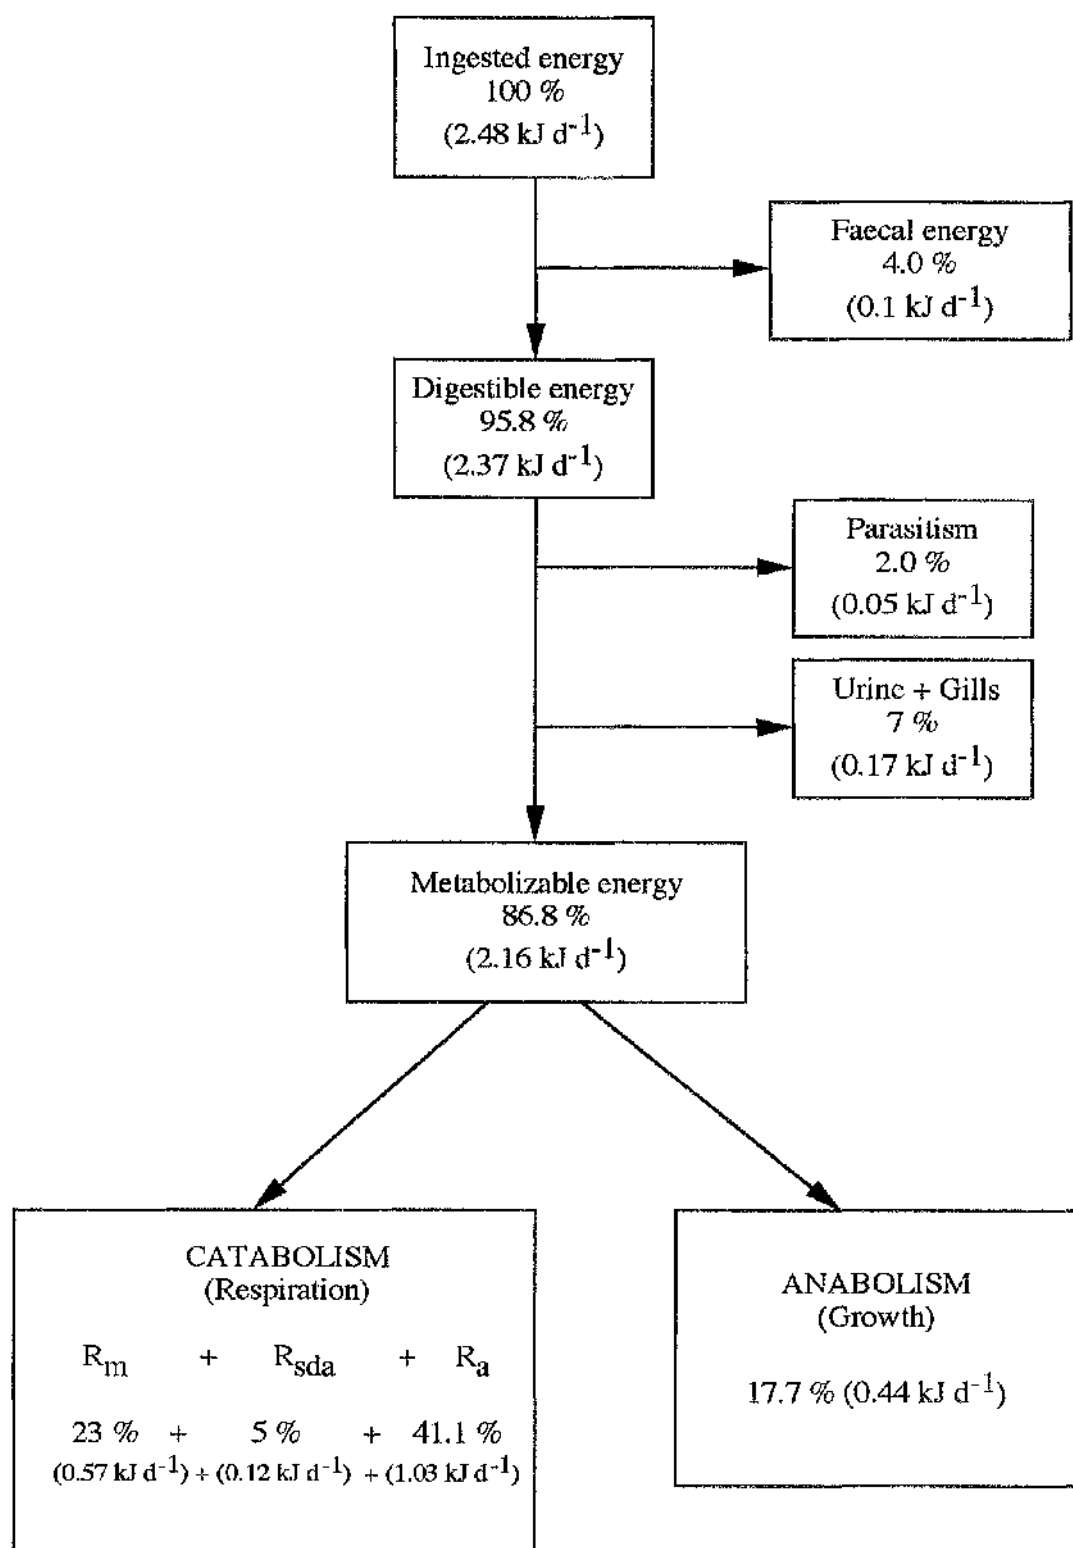 Ingested energy
100 %
(2.48 kJ d⁻¹)
Faecal energy
4.0 %
(0.1 kJ d⁻¹)
Digestible energy
95.8 %
(2.37 kJ d⁻¹)
Parasitism
2.0 %
(0.05 kJ d⁻¹)
Urine + Gills
7 %
(0.17 kJ d⁻¹)
Metabolizable energy
86.8 %
(2.16 kJ d⁻¹)
CATABOLISM
(Respiration)
Rm + Rsda + Ra
23 % + 5 % + 41.1 %
(0.57 kJ d⁻¹) + (0.12 kJ d⁻¹) + (1.03 kJ d⁻¹)
ANABOLISM
(Growth)
17.7 % (0.44 kJ d⁻¹)